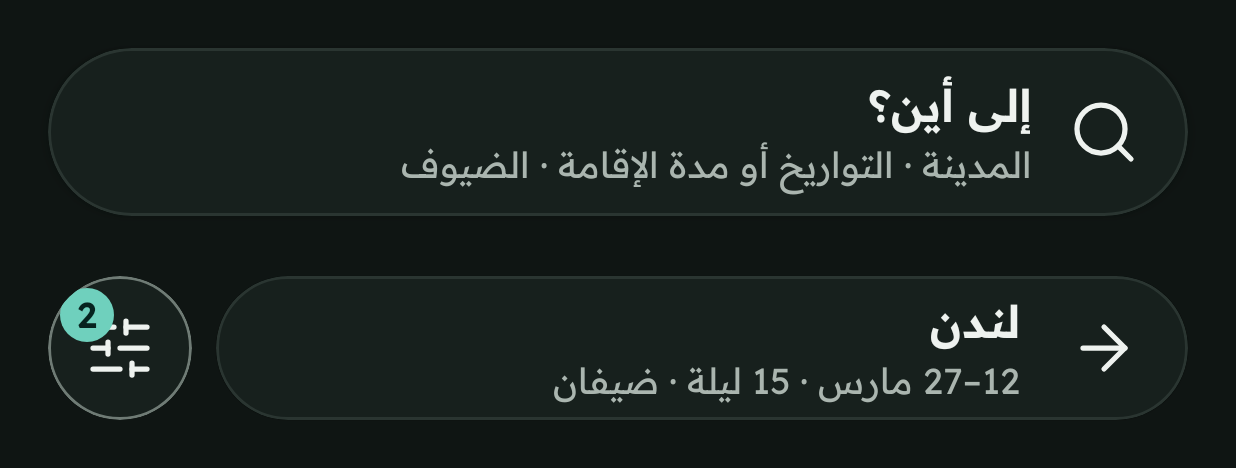 إلى أين؟
المدينة · التواريخ أو مدة الإقامة · الضيوف
لندن
12–27 مارس · 15 ليلة · ضيفان
2